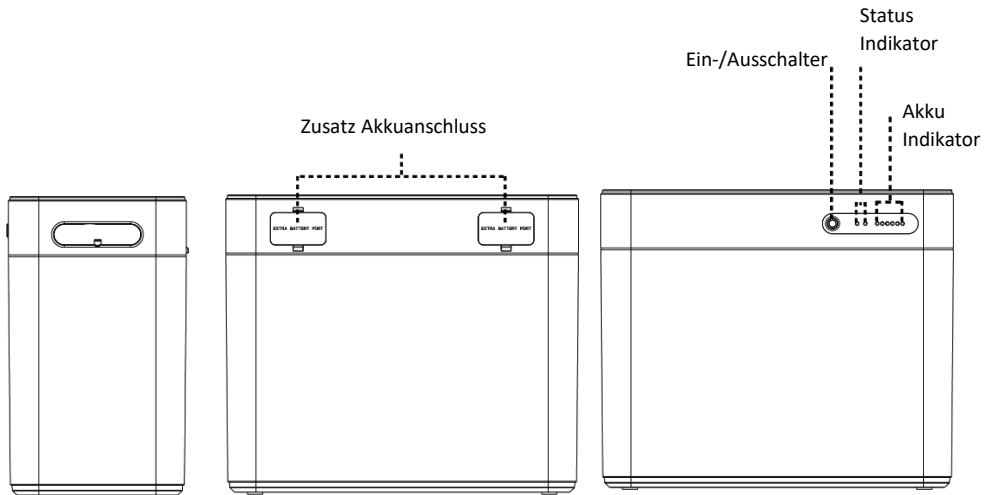 Status
Indikator
Ein-/Ausschalter
Akku
Indikator
Zusatz Akkuanschluss
EXTRA BATTERY PORT
EXTRA BATTERY PORT